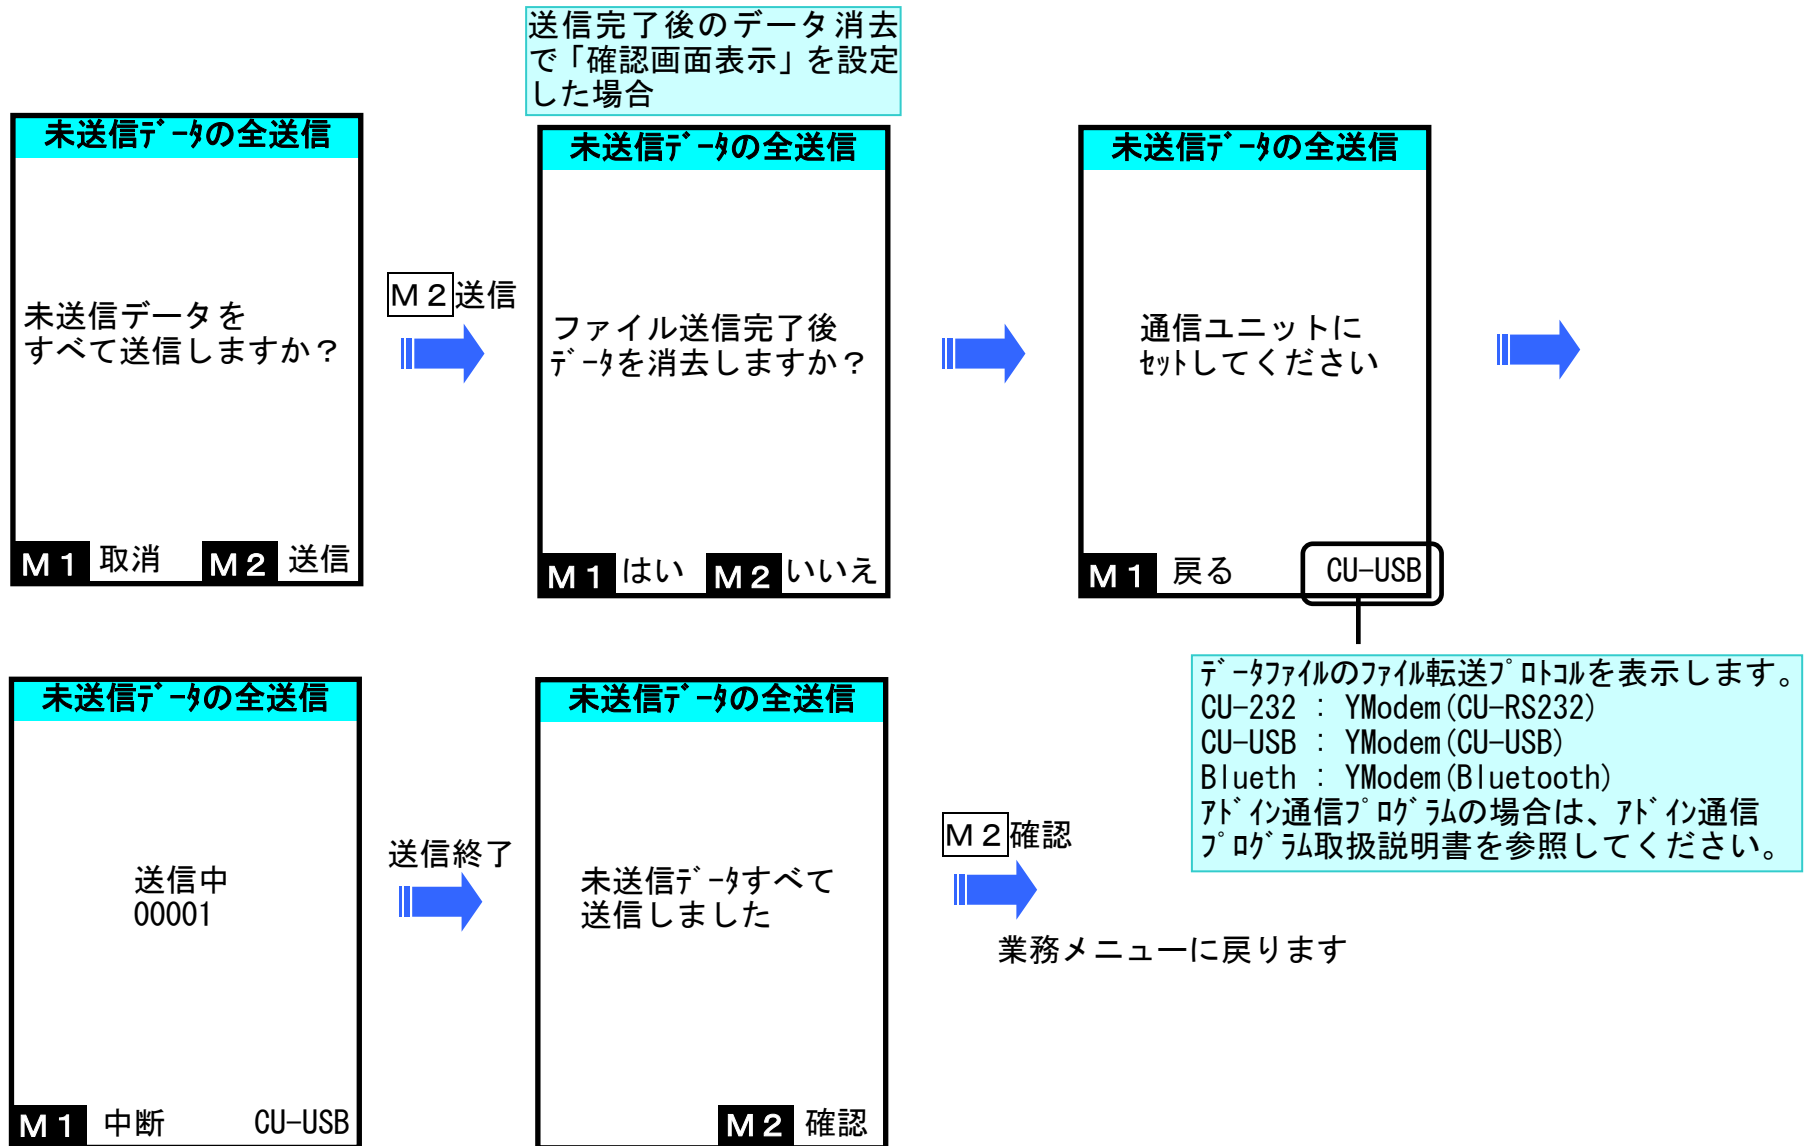 送信完了後のデータ消去
で「確認画面表示」を設定
した場合
未送信ﾃﾞｰﾀの全送信
未送信データを
すべて送信しますか？
M１ 取消 M２ 送信
M２送信
未送信ﾃﾞｰﾀの全送信
ファイル送信完了後
ﾃﾞｰﾀを消去しますか？
M１ はい M２ いいえ
未送信ﾃﾞｰﾀの全送信
通信ユニットに
ｾｯﾄしてください
M１ 戻る CU-USB
ﾃﾞｰﾀﾌｧｲﾙのﾌｧｲﾙ転送ﾌﾟﾛﾄｺﾙを表示します。
CU-232 : YModem(CU-RS232)
CU-USB : YModem(CU-USB)
Blueth : YModem(Bluetooth)
ｱﾄﾞｲﾝ通信ﾌﾟﾛｸﾞﾗﾑの場合は、ｱﾄﾞｲﾝ通信
ﾌﾟﾛｸﾞﾗﾑ取扱説明書を参照してください。
未送信ﾃﾞｰﾀの全送信
送信中
00001
M１ 中断 CU-USB
送信終了
未送信ﾃﾞｰﾀの全送信
未送信ﾃﾞｰﾀすべて
送信しました
M２ 確認
M２確認
業務メニューに戻ります